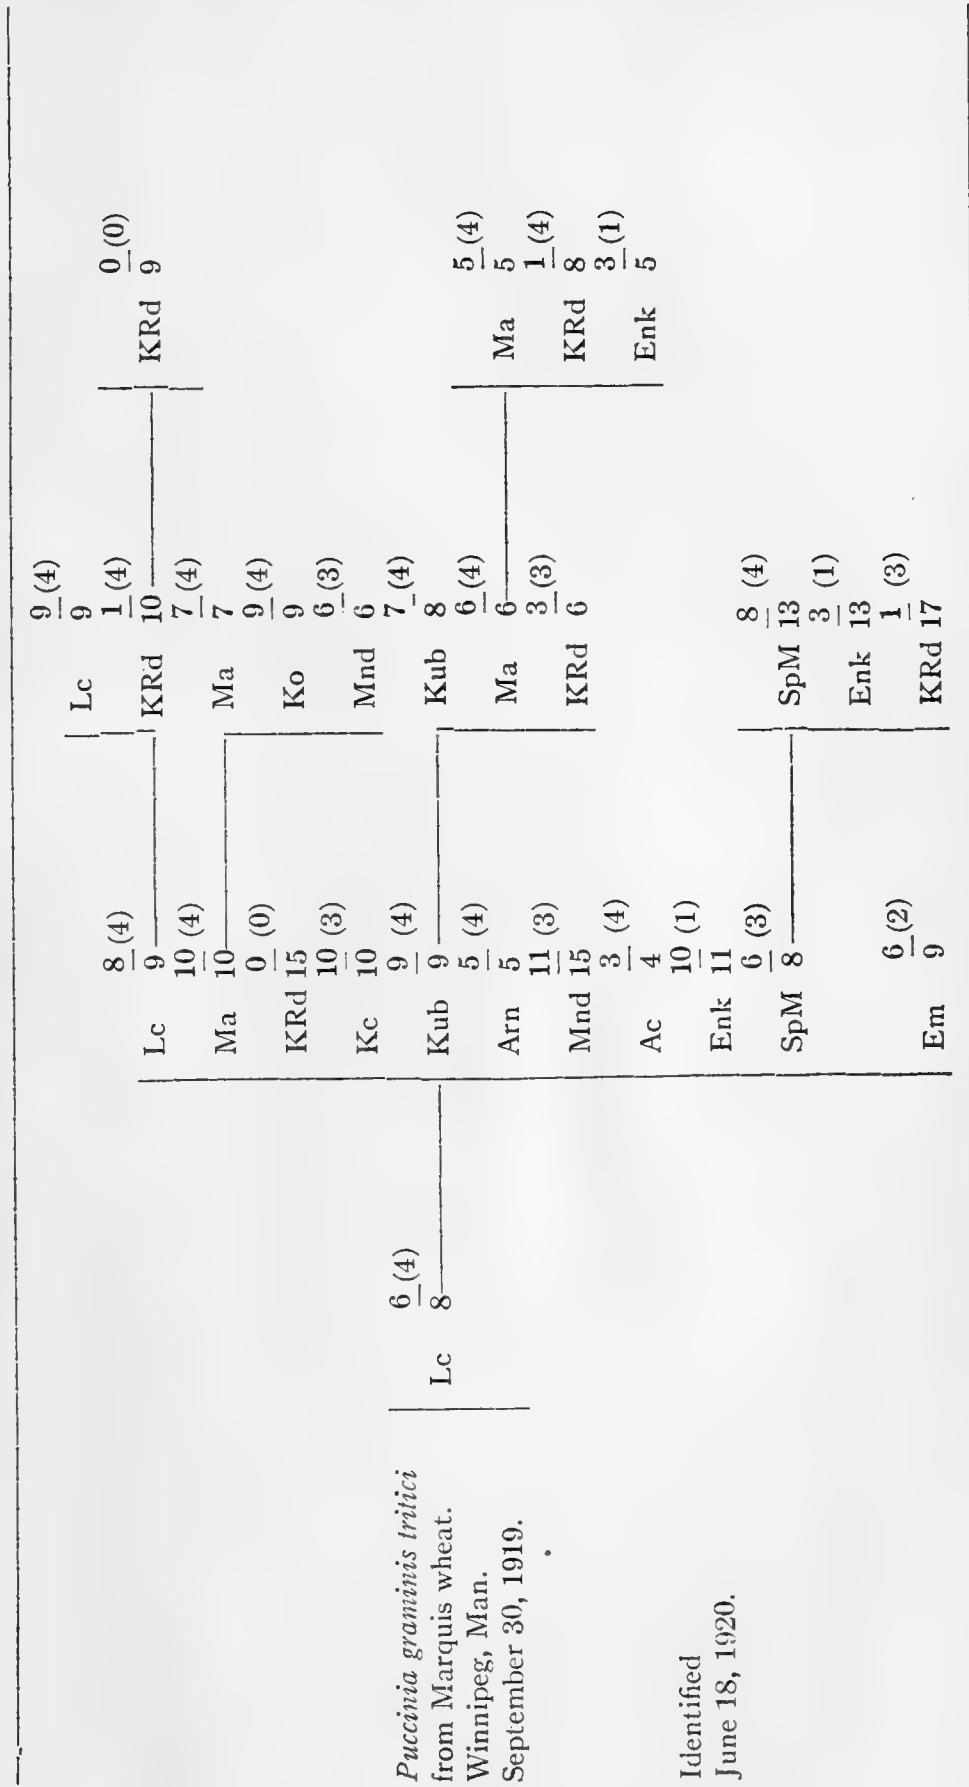 Puccinia graminis tritici
from Marquis wheat.
Winnipeg, Man.
September 30, 1919.
Identified
June 18, 1920.
6 (4)
Lc 8
8 (4)
Lc 9
10 (4)
Ma 10
0 (0)
KRd 15
10 (3)
Kc 10
9 (4)
Kub 9
5 (4)
Arn 5
11 (3)
Mnd 15
3 (4)
Ac 4
10 (1)
Enk 11
6 (3)
SpM 8
6 (2)
Em 9
9 (4)
Lc 9
1 (4)
KRd 10
7 (4)
Ma 7
9 (4)
Ko 9
6 (3)
Mnd 6
7 (4)
Kub 8
6 (4)
Ma 6
3 (3)
KRd 6
8 (4)
SpM 13
3 (1)
Enk 13
1 (3)
KRd 17
0 (0)
KRd 9
5 (4)
Ma 5
1 (4)
KRd 8
3 (1)
Enk 5